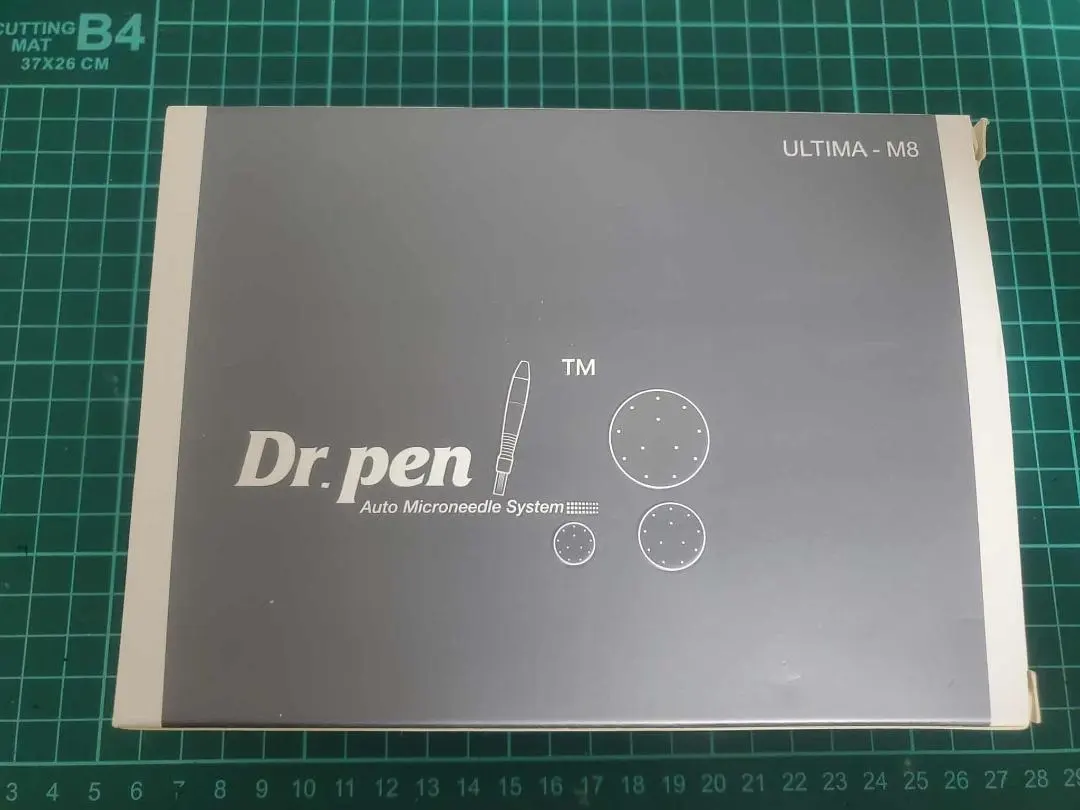 CUTTING
MAT
B4
37X26 CM
ULTIMA - M8
TM
Dr. pen
Auto Microneedle System
3 4 5 6 7 8 9 10 11 12 13 14 15 16 17 18 19 20 21 22 23 24 25 26 27 28 29